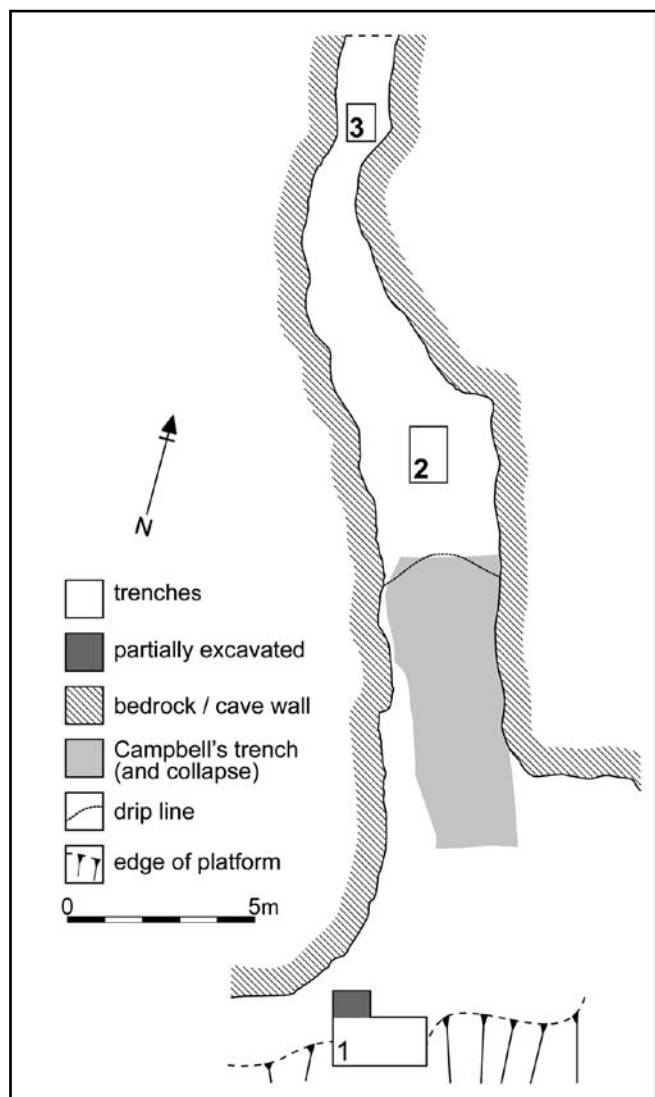 3
2
N
trenches
partially excavated
bedrock / cave wall
Campbell's trench
(and collapse)
drip line
edge of platform
0 5m
1